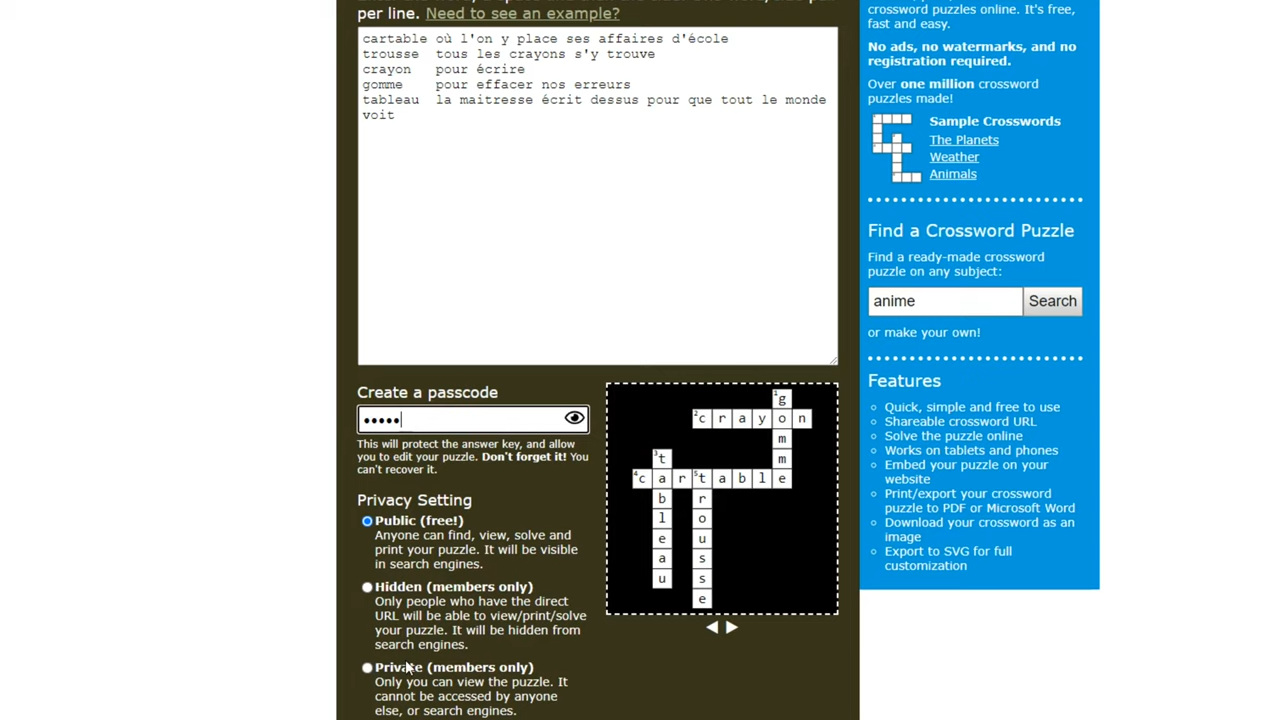 per line. Need to see an example?
cartable où l'on y place ses affaires d'école
trousse tous les crayons s'y trouve
crayon pour écrire
gomme pour effacer nos erreurs
tableau la maitresse écrit dessus pour que tout le monde
voit
Create a passcode
•••••
This will protect the answer key, and allow
you to edit your puzzle. Don't forget it! You
can't recover it.
Privacy Setting
Public (free!)
Anyone can find, view, solve and
print your puzzle. It will be visible
in search engines.
Hidden (members only)
Only people who have the direct
URL will be able to view/print/solve
your puzzle. It will be hidden from
search engines.
Private (members only)
Only you can view the puzzle. It
cannot be accessed by anyone
else, or search engines.
1 g
2 c r a y o n
m
3 t m
4 c a r 5 t a b l e
b r
l o
e u
a s
u s
e
crossword puzzles online. It's free,
fast and easy.
No ads, no watermarks, and no
registration required.
Over one million crossword
puzzles made!
Sample Crosswords
The Planets
Weather
Animals
Find a Crossword Puzzle
Find a ready-made crossword
puzzle on any subject:
anime Search
or make your own!
Features
Quick, simple and free to use
Shareable crossword URL
Solve the puzzle online
Works on tablets and phones
Embed your puzzle on your
website
Print/export your crossword
puzzle to PDF or Microsoft Word
Download your crossword as an
image
Export to SVG for full
customization